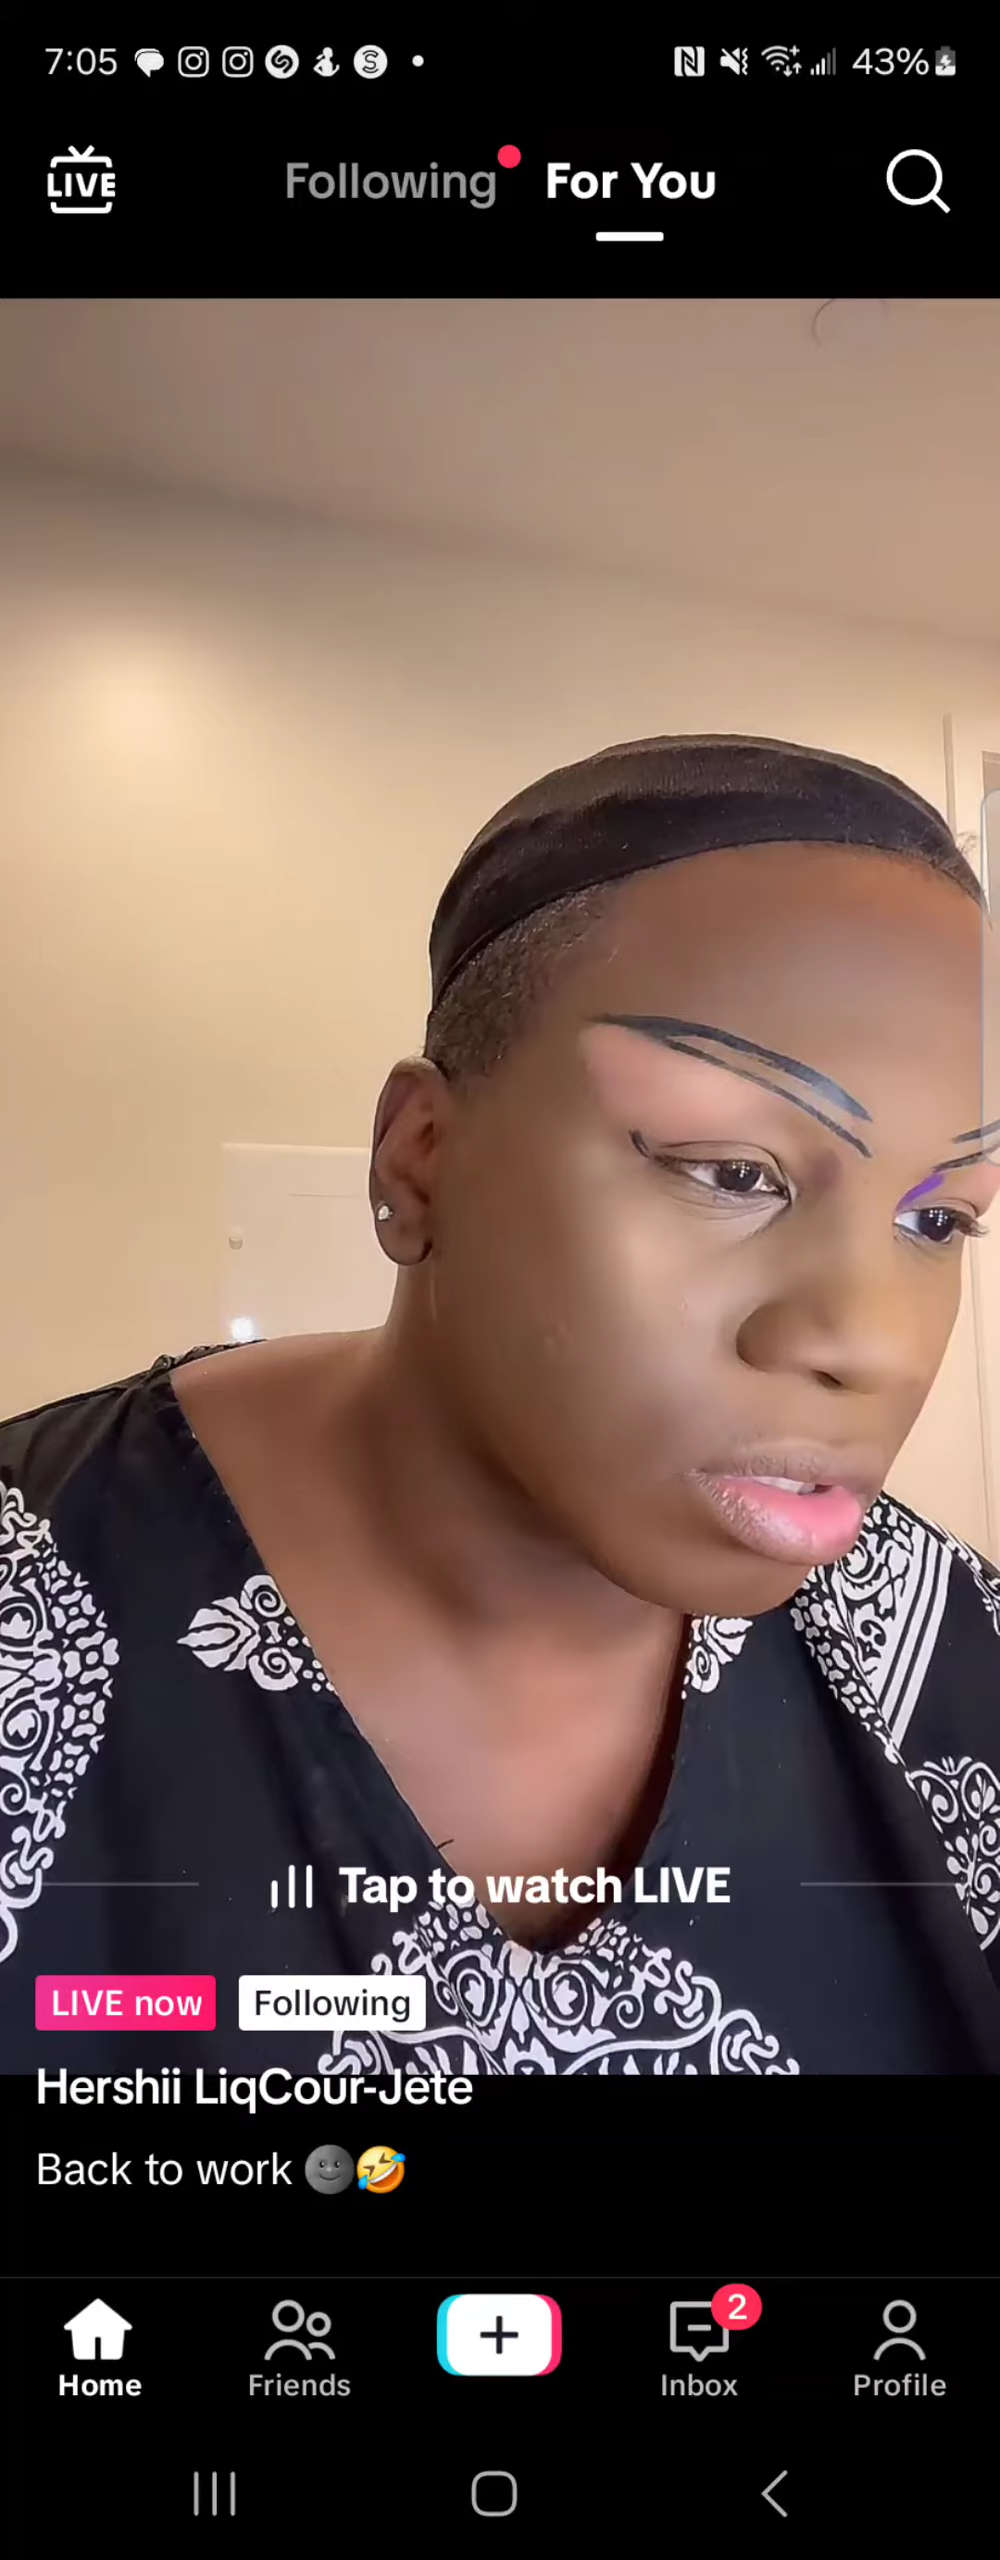 7:05
43%
LIVE
Following
For You
Tap to watch LIVE
LIVE now
Following
Hershii LiqCour-Jete
Back to work 🌚🤣
2
Home
Friends
Inbox
Profile